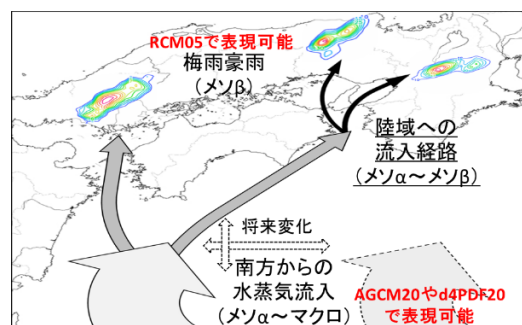 RCM05で表現可能
梅雨豪雨
(メソβ)
陸域への
流入経路
(メソα～メソβ)
将来変化
南方からの
水蒸気流入
(メソα～マクロ)
AGCM20やd4PDF20
で表現可能